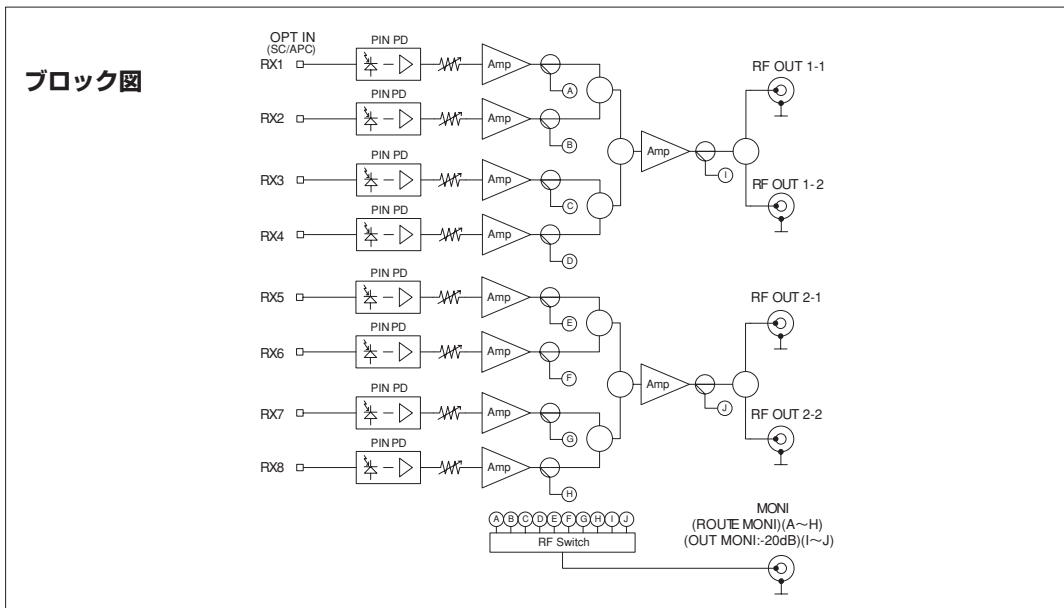 ブロック図
OPT IN
(SC/APC)
PIN PD
RX1
Amp
A
RF OUT 1-1
PIN PD
RX2
Amp
B
PIN PD
RX3
Amp
C
Amp
I
RF OUT 1-2
PIN PD
RX4
Amp
D
PIN PD
RX5
Amp
E
RF OUT 2-1
PIN PD
RX6
Amp
F
Amp
J
PIN PD
RX7
Amp
G
RF OUT 2-2
PIN PD
RX8
Amp
H
MONI
(ROUTE MONI)(A～H)
(OUT MONI:-20dB)(I～J)
A B C D E F G H I J
RF Switch